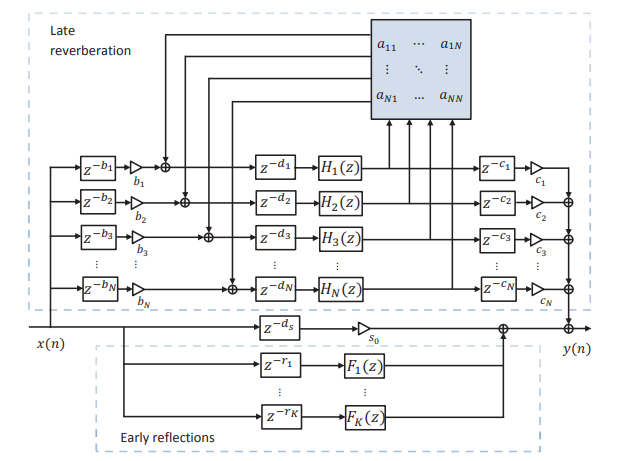 Late
reverberation
a₁₁ ⋯ a₁N
⋮ ⋱ ⋮
aN₁ … aNN
z⁻ᵇ¹ b₁ z⁻ᵈ¹ H₁(z) z⁻ᶜ¹ c₁
z⁻ᵇ² b₂ z⁻ᵈ² H₂(z) z⁻ᶜ² c₂
z⁻ᵇ³ b₃ z⁻ᵈ³ H₃(z) z⁻ᶜ³ c₃
⋮ ⋮ ⋮ ⋮ ⋮ ⋮
z⁻ᵇᴺ bN z⁻ᵈᴺ HN(z) z⁻ᶜᴺ cN
x(n) z⁻ᵈˢ s₀ y(n)
z⁻ʳ¹ F₁(z)
⋮ ⋮
z⁻ʳᴷ FK(z)
Early reflections